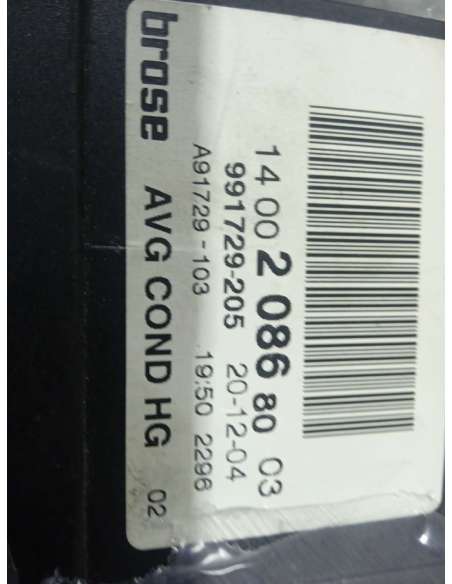 14 00 2 086 80 03
991729-205 20-12-04
A91729-103 19:50 2296
brose AVG COND HG 02